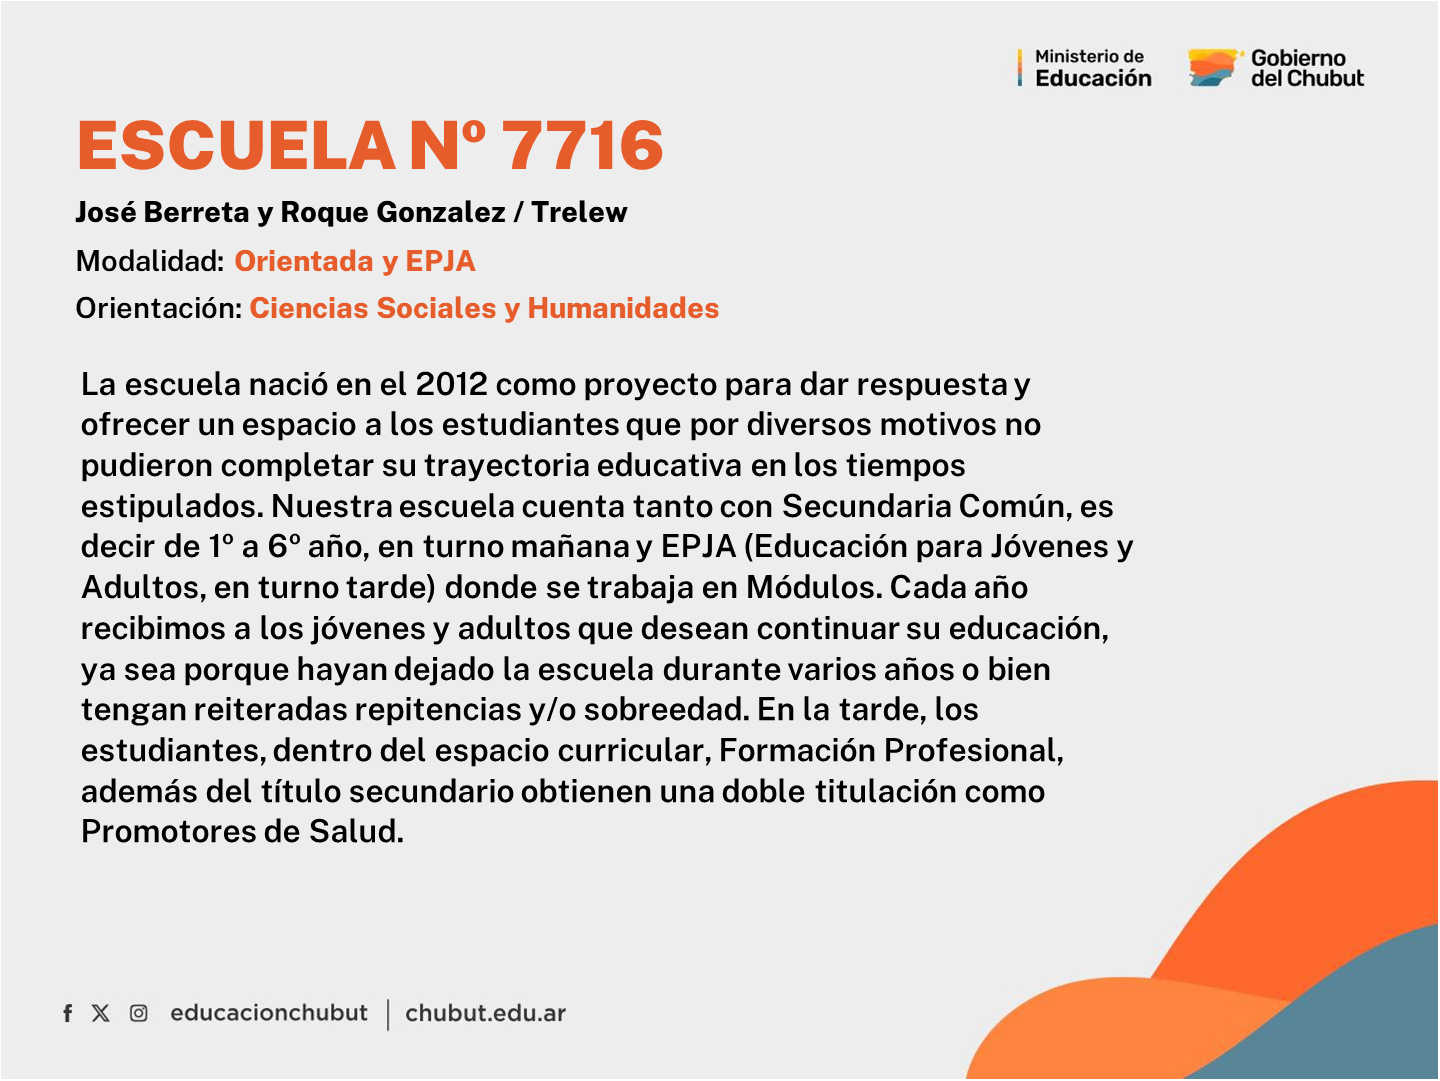 Ministerio de
Educación
Gobierno
del Chubut
ESCUELA Nº 7716
José Berreta y Roque Gonzalez / Trelew
Modalidad: Orientada y EPJA
Orientación: Ciencias Sociales y Humanidades
La escuela nació en el 2012 como proyecto para dar respuesta y
ofrecer un espacio a los estudiantes que por diversos motivos no
pudieron completar su trayectoria educativa en los tiempos
estipulados. Nuestra escuela cuenta tanto con Secundaria Común, es
decir de 1º a 6º año, en turno mañana y EPJA (Educación para Jóvenes y
Adultos, en turno tarde) donde se trabaja en Módulos. Cada año
recibimos a los jóvenes y adultos que desean continuar su educación,
ya sea porque hayan dejado la escuela durante varios años o bien
tengan reiteradas repitencias y/o sobreedad. En la tarde, los
estudiantes, dentro del espacio curricular, Formación Profesional,
además del título secundario obtienen una doble titulación como
Promotores de Salud.
educacionchubut | chubut.edu.ar